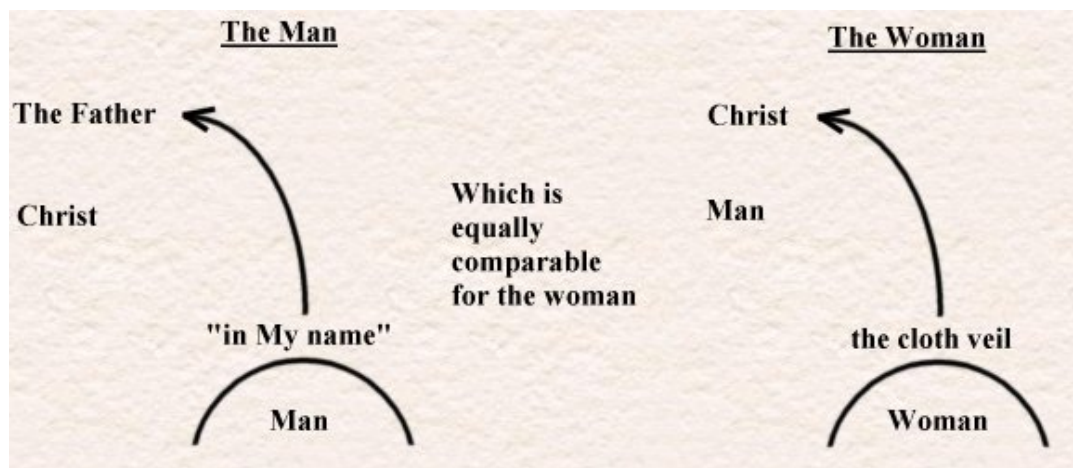 The Man
The Father
Christ
"in My name"
Man
Which is
equally
comparable
for the woman
The Woman
Christ
Man
the cloth veil
Woman